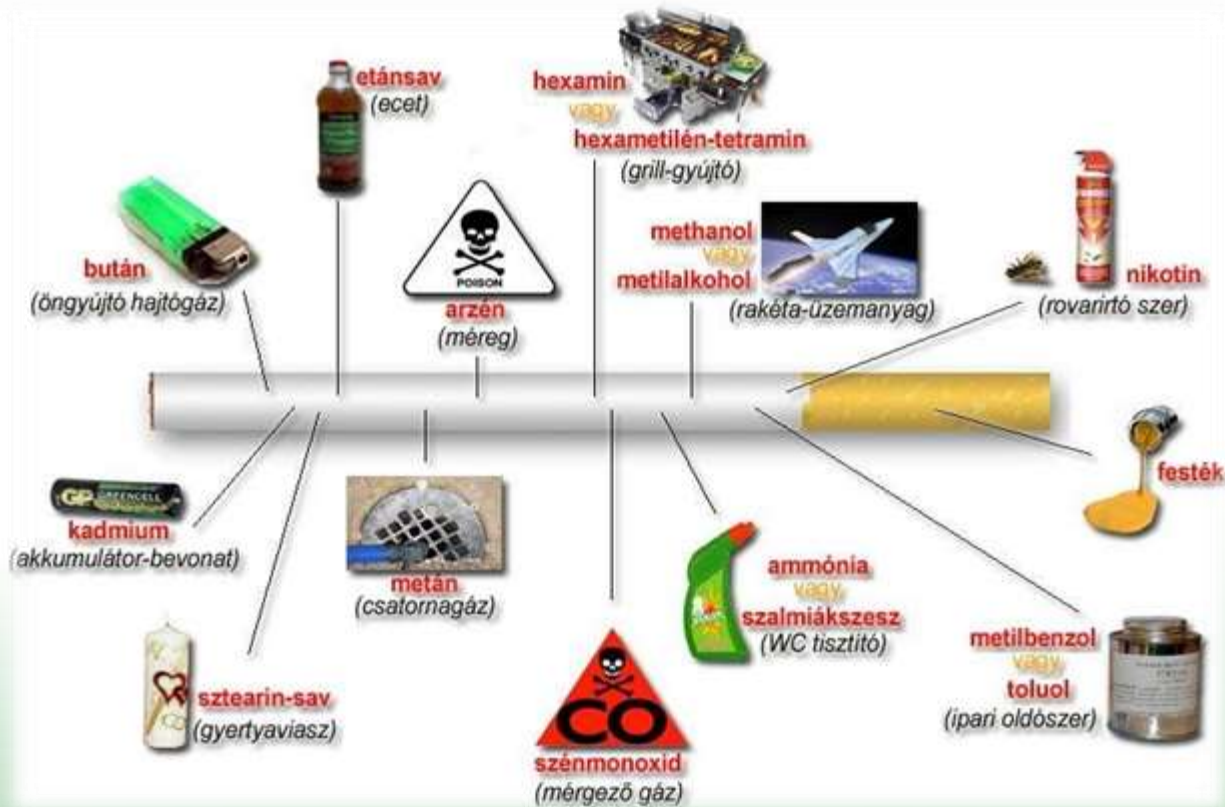 etánsav
(ecet)
hexamin
vagy
hexametilén-tetramin
(grill-gyújtó)
bután
(öngyújtó hajtógáz)
POISON
arzén
(méreg)
methanol
vagy
metilalkohol
(rakéta-üzemanyag)
nikotin
(rovarirtó szer)
festék
GP GREENCELL
kadmium
(akkumulátor-bevonat)
metán
(csatornagáz)
ammónia
vagy
szalmiákszesz
(WC tisztító)
metilbenzol
vagy
toluol
(ipari oldószer)
sztearin-sav
(gyertyaviasz)
CO
szénmonoxid
(mérgező gáz)